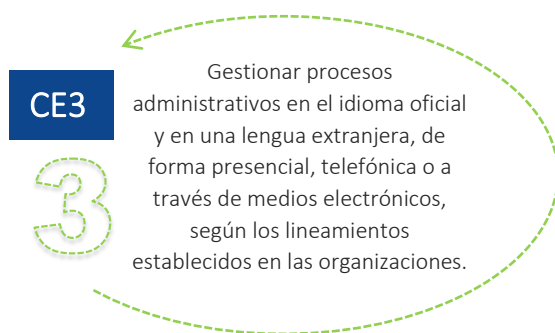 CE3
3
Gestionar procesos
administrativos en el idioma oficial
y en una lengua extranjera, de
forma presencial, telefónica o a
través de medios electrónicos,
según los lineamientos
establecidos en las organizaciones.